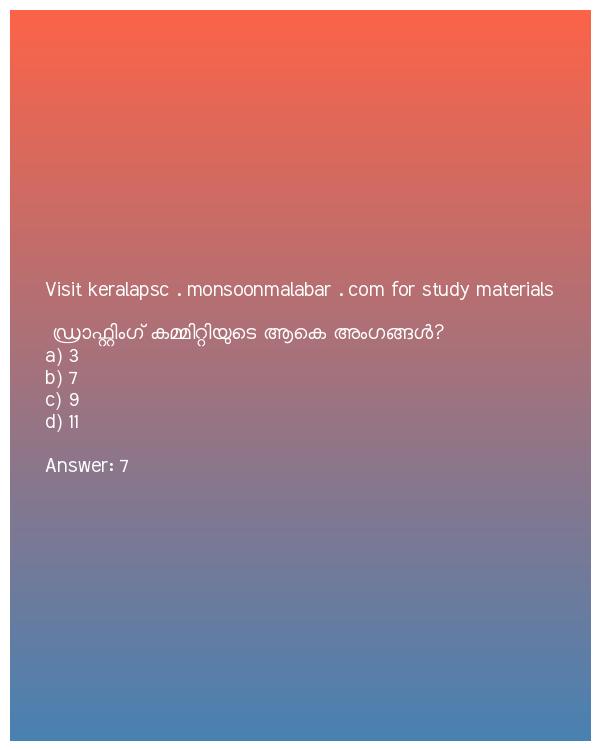 Visit keralapsc . monsoonmalabar . com for study materials
ഡ്രാഫ്റ്റിംഗ് കമ്മിറ്റിയുടെ ആകെ അംഗങ്ങൾ?
a) 3
b) 7
c) 9
d) 11
Answer: 7